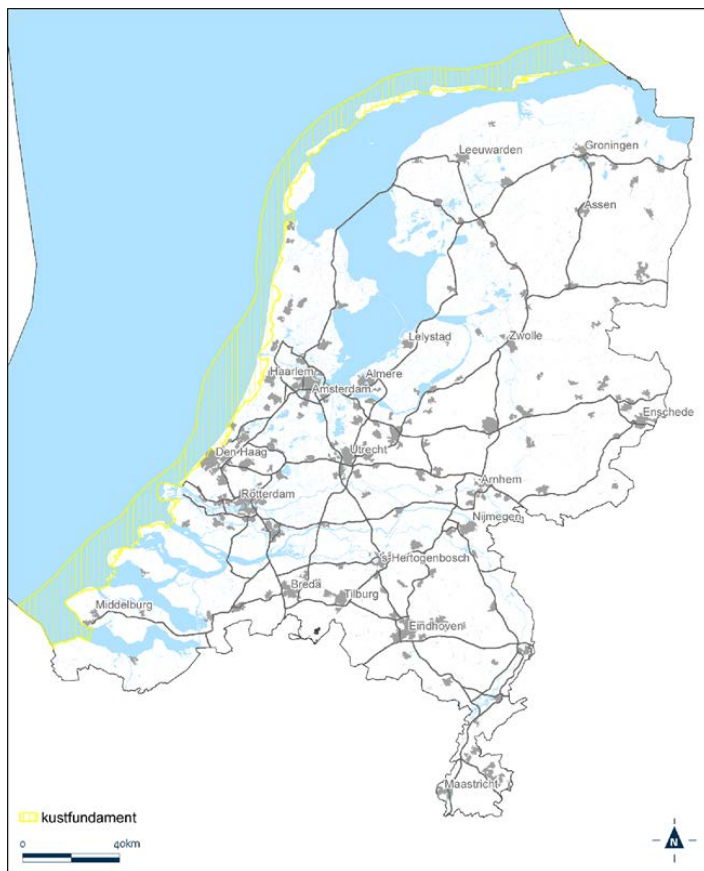 Leeuwarden
Groningen
Assen
Lelystad
Zwolle
Haarlem
Almere
Amsterdam
Enschede
Den Haag
Utrecht
Arnhem
Rotterdam
Nijmegen
's-Hertogenbosch
Breda
Tilburg
Middelburg
Eindhoven
Maastricht
kustfundament
0 40km
N